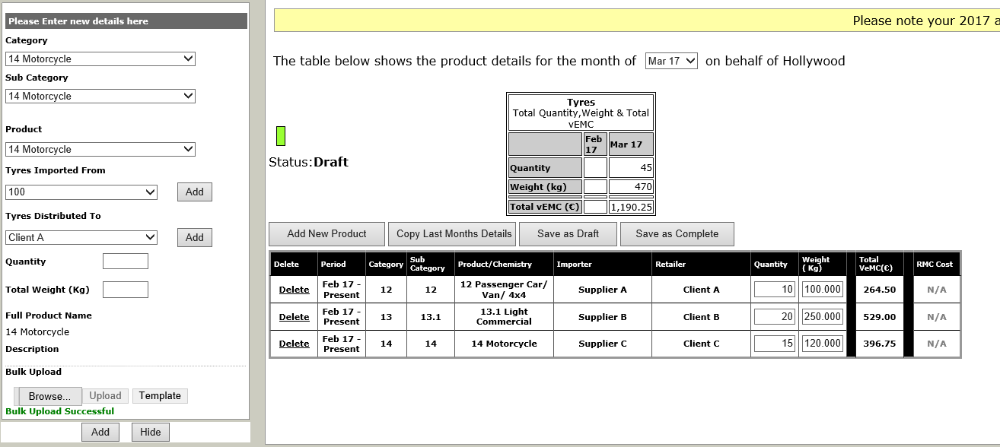 Please Enter new details here
Category
14 Motorcycle
Sub Category
14 Motorcycle
Product
14 Motorcycle
Tyres Imported From
100 Add
Tyres Distributed To
Client A Add
Quantity
Total Weight (Kg)
Full Product Name
14 Motorcycle
Description
Bulk Upload
Browse... Upload Template
Bulk Upload Successful
Add Hide
Please note your 2017 a
The table below shows the product details for the month of Mar 17 on behalf of Hollywood
Status:Draft
Tyres
Total Quantity,Weight & Total
vEMC
Feb 17 Mar 17
Quantity 45
Weight (kg) 470
Total vEMC (€) 1,190.25
Add New Product Copy Last Months Details Save as Draft Save as Complete
Delete Period Category Sub Category Product/Chemistry Importer Retailer Quantity Weight ( Kg) Total VeMC(€) RMC Cost
Delete Feb 17 - Present 12 12 12 Passenger Car/ Van/ 4x4 Supplier A Client A 10 100.000 264.50 N/A
Delete Feb 17 - Present 13 13.1 13.1 Light Commercial Supplier B Client B 20 250.000 529.00 N/A
Delete Feb 17 - Present 14 14 14 Motorcycle Supplier C Client C 15 120.000 396.75 N/A